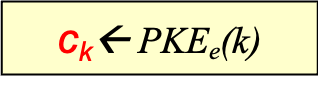 c_k ← PKE_e(k)